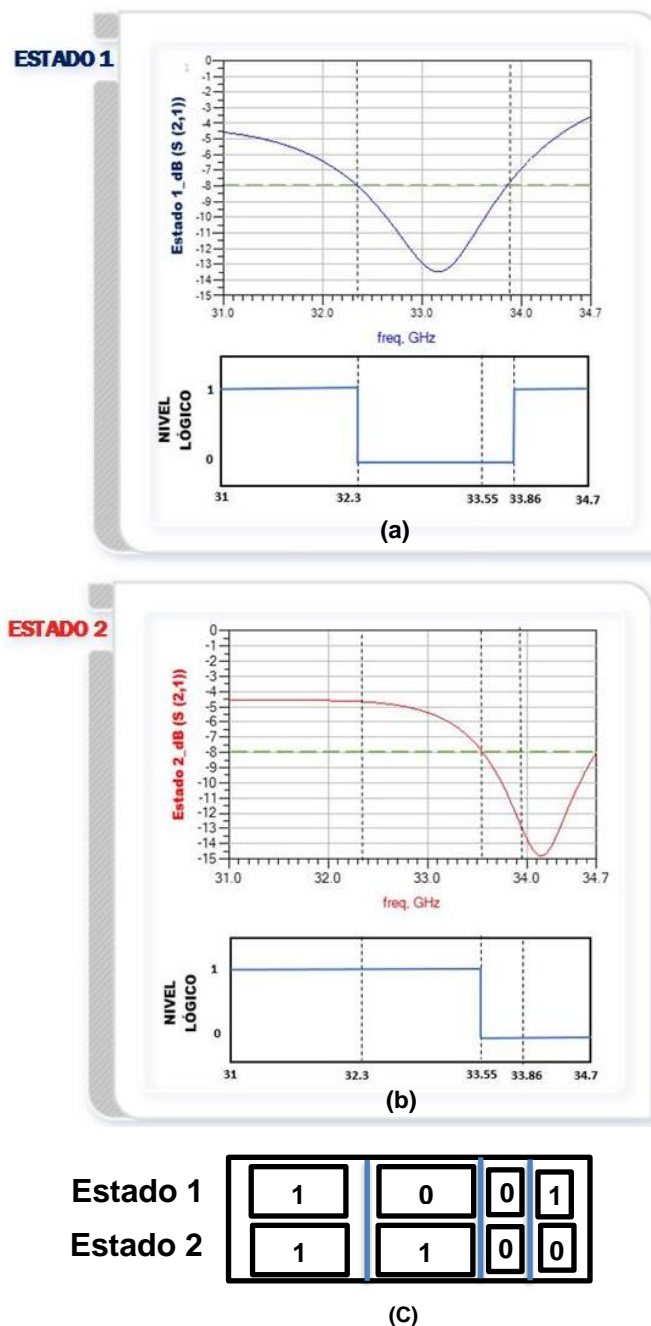 ESTADO 1
Estado 1_dB (S (2,1))
0
-1
-2
-3
-4
-5
-6
-7
-8
-9
-10
-11
-12
-13
-14
-15
31.0 32.0 33.0 34.0 34.7
freq, GHz
NIVEL
LÓGICO
1
0
31 32.3 33.55 33.86 34.7
(a)
ESTADO 2
Estado 2_dB (S (2,1))
0
-1
-2
-3
-4
-5
-6
-7
-8
-9
-10
-11
-12
-13
-14
-15
31.0 32.0 33.0 34.0 34.7
freq, GHz
NIVEL
LÓGICO
1
0
31 32.3 33.55 33.86 34.7
(b)
Estado 1 1 0 0 1
Estado 2 1 1 0 0
(C)